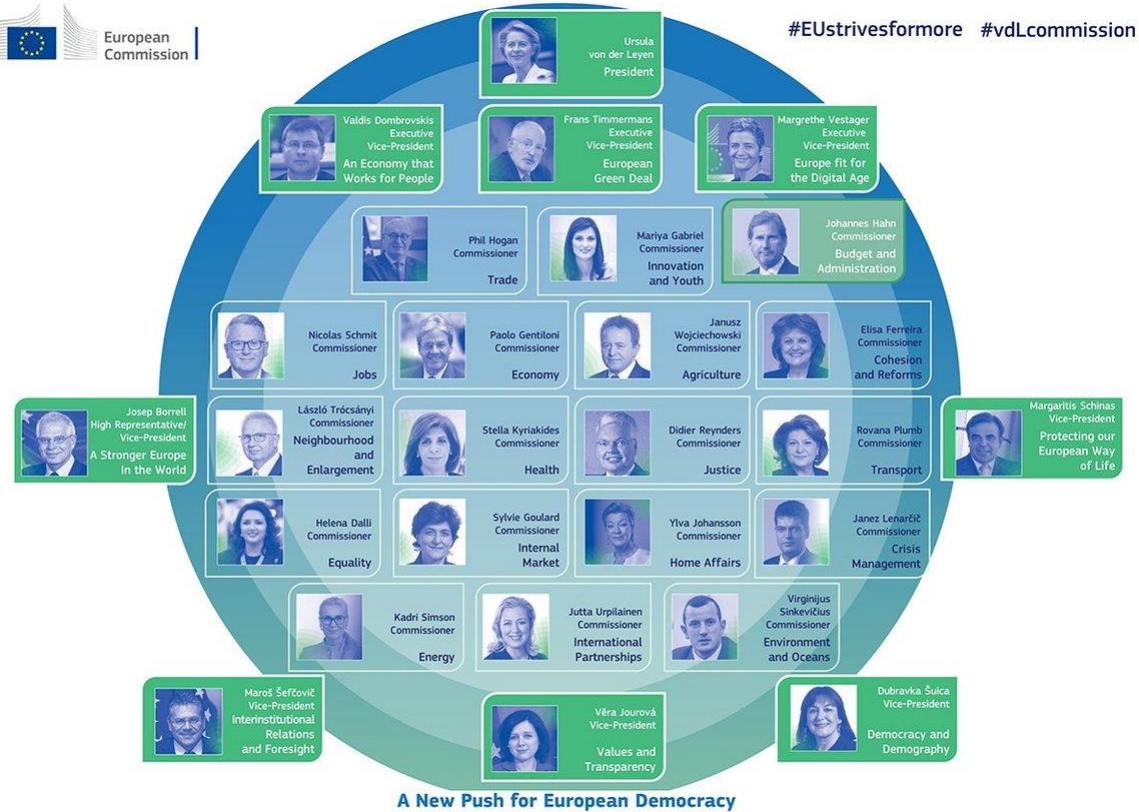 European
Commission
#EUstrivesformore #vdLcommission
Ursula
von der Leyen
President
Valdis Dombrovskis
Executive
Vice-President
An Economy that
Works for People
Frans Timmermans
Executive
Vice-President
European
Green Deal
Margrethe Vestager
Executive
Vice-President
Europe fit for
the Digital Age
Phil Hogan
Commissioner
Trade
Mariya Gabriel
Commissioner
Innovation
and Youth
Johannes Hahn
Commissioner
Budget and
Administration
Nicolas Schmit
Commissioner
Jobs
Paolo Gentiloni
Commissioner
Economy
Janusz
Wojciechowski
Commissioner
Agriculture
Elisa Ferreira
Commissioner
Cohesion
and Reforms
Josep Borrell
High Representative/
Vice-President
A Stronger Europe
In the World
László Trócsányi
Commissioner
Neighbourhood
and
Enlargement
Stella Kyriakides
Commissioner
Health
Didier Reynders
Commissioner
Justice
Rovana Plumb
Commissioner
Transport
Margaritis Schinas
Vice-President
Protecting our
European Way
of Life
Helena Dalli
Commissioner
Equality
Sylvie Goulard
Commissioner
Internal
Market
Ylva Johansson
Commissioner
Home Affairs
Janez Lenarčič
Commissioner
Crisis
Management
Kadri Simson
Commissioner
Energy
Jutta Urpilainen
Commissioner
International
Partnerships
Virginijus
Sinkevičius
Commissioner
Environment
and Oceans
Maroš Šefčovič
Vice-President
Interinstitutional
Relations
and Foresight
Věra Jourová
Vice-President
Values and
Transparency
Dubravka Šuica
Vice-President
Democracy and
Demography
A New Push for European Democracy